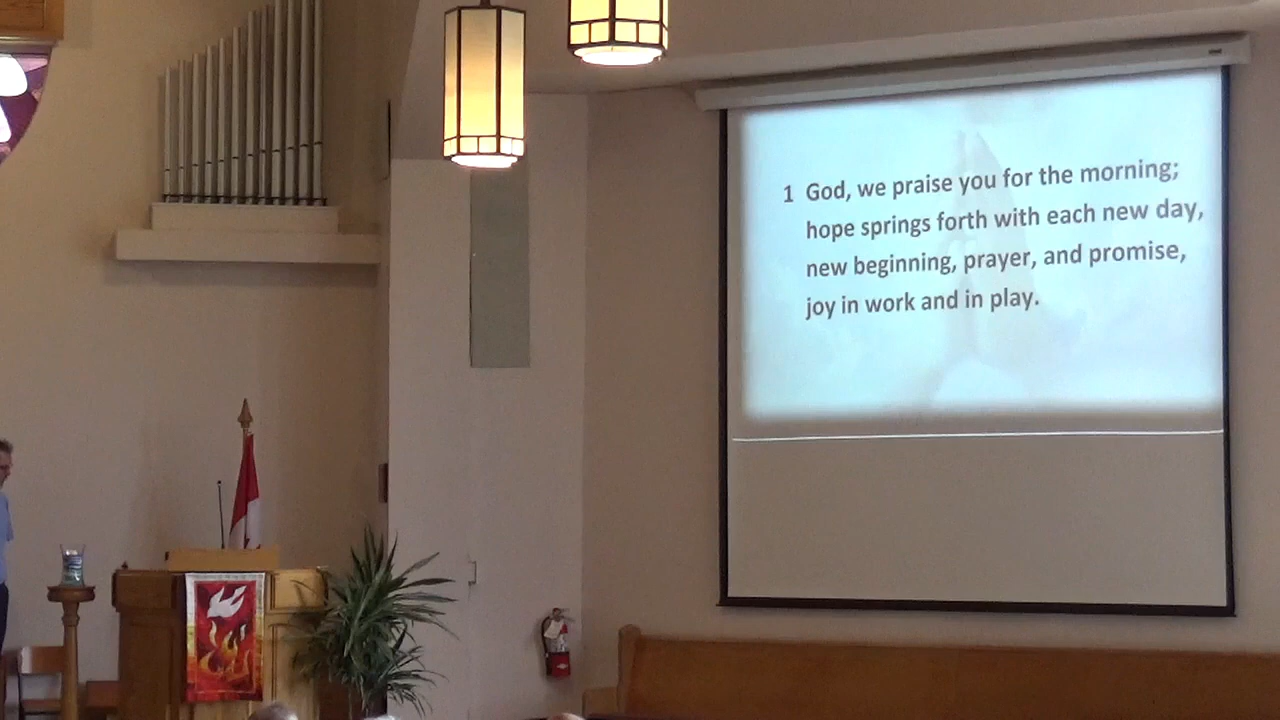 1 God, we praise you for the morning;
hope springs forth with each new day,
new beginning, prayer, and promise,
joy in work and in play.